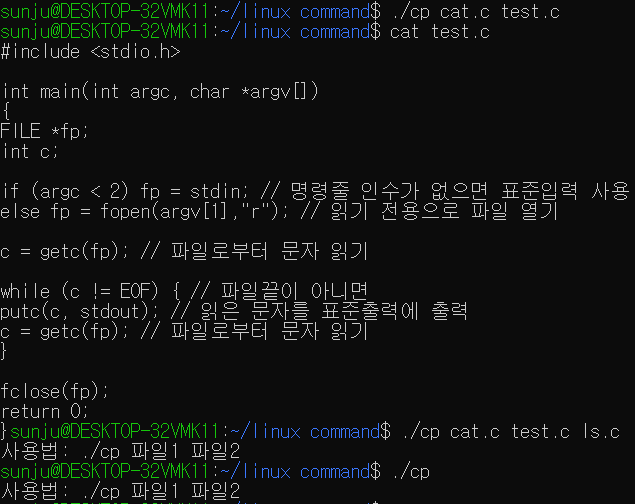 sunju@DESKTOP-32VMK11:~/linux command$ ./cp cat.c test.c
sunju@DESKTOP-32VMK11:~/linux command$ cat test.c
#include <stdio.h>
int main(int argc, char *argv[])
{
FILE *fp;
int c;
if (argc < 2) fp = stdin; // 명령줄 인수가 없으면 표준입력 사용
else fp = fopen(argv[1],"r"); // 읽기 전용으로 파일 열기
c = getc(fp); // 파일로부터 문자 읽기
while (c != EOF) { // 파일끝이 아니면
putc(c, stdout); // 읽은 문자를 표준출력에 출력
c = getc(fp); // 파일로부터 문자 읽기
}
fclose(fp);
return 0;
}sunju@DESKTOP-32VMK11:~/linux command$ ./cp cat.c test.c ls.c
사용법: ./cp 파일1 파일2
sunju@DESKTOP-32VMK11:~/linux command$ ./cp
사용법: ./cp 파일1 파일2